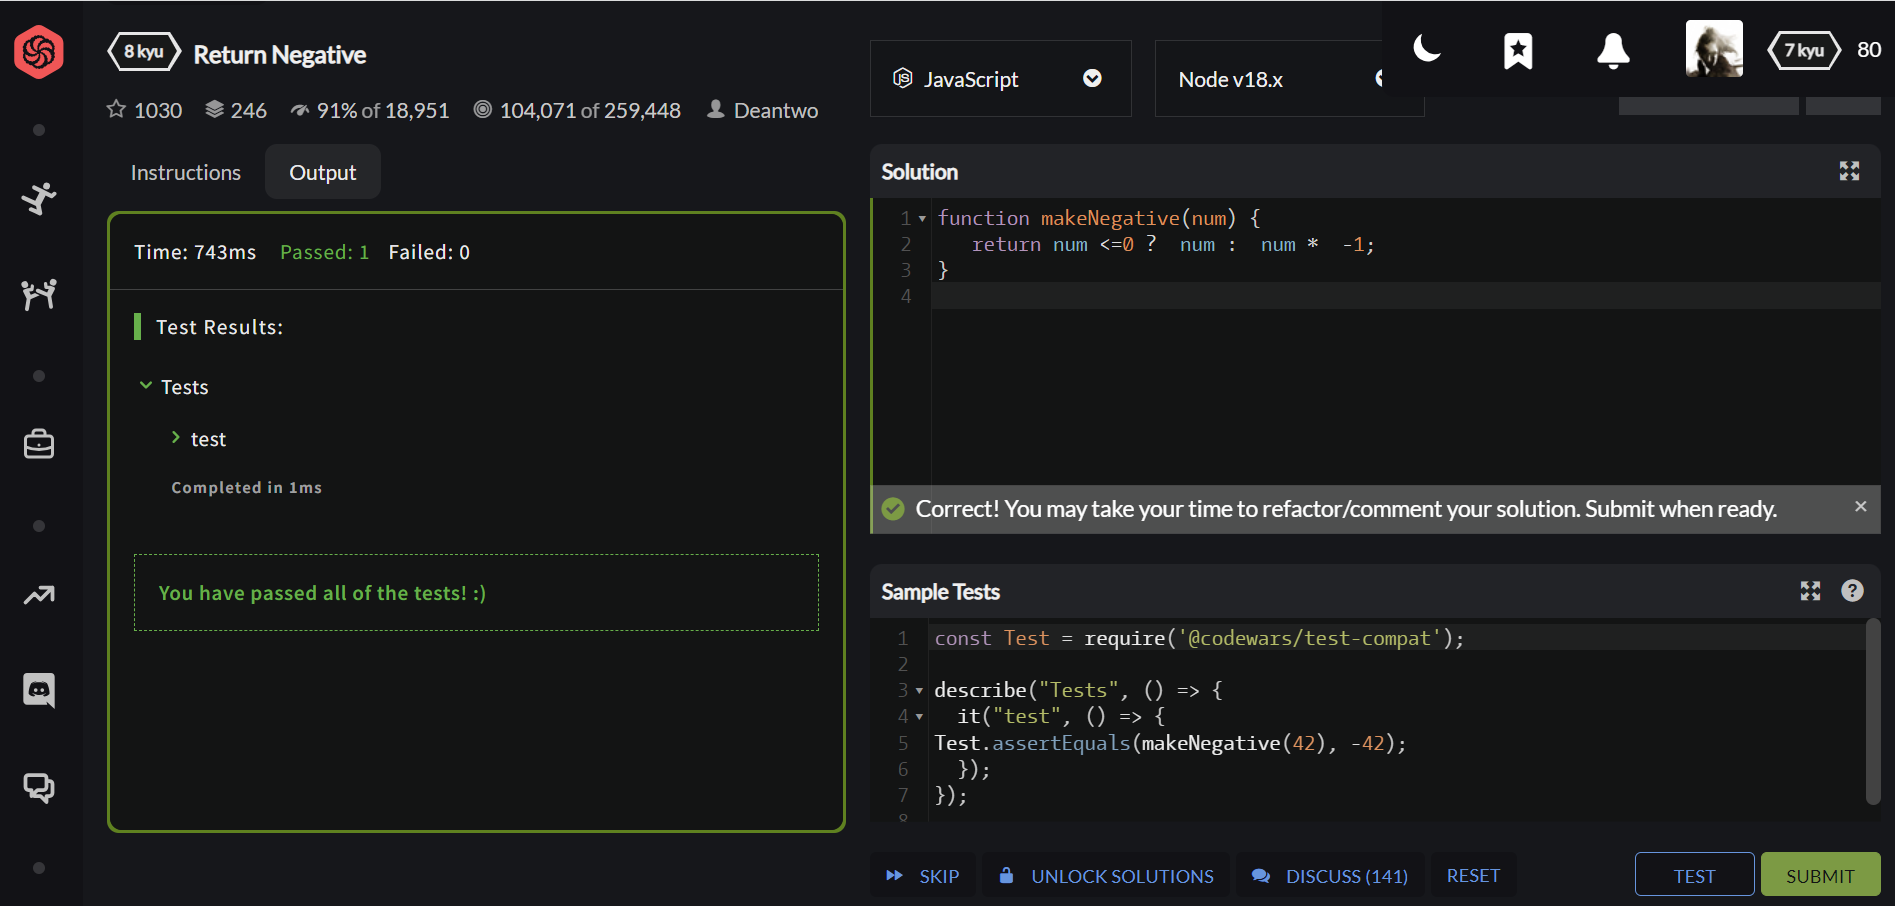 8 kyu Return Negative
1030 246 91% of 18,951 104,071 of 259,448 Deantwo
JavaScript
Node v18.x
7 kyu 80
Instructions Output
Time: 743ms Passed: 1 Failed: 0
Test Results:
Tests
test
Completed in 1ms
You have passed all of the tests! :)
Solution
1 function makeNegative(num) {
2 return num <=0 ? num : num * -1;
3 }
4
Correct! You may take your time to refactor/comment your solution. Submit when ready.
Sample Tests
1 const Test = require('@codewars/test-compat');
2
3 describe("Tests", () => {
4 it("test", () => {
5 Test.assertEquals(makeNegative(42), -42);
6 });
7 });
8
SKIP UNLOCK SOLUTIONS DISCUSS (141) RESET TEST SUBMIT